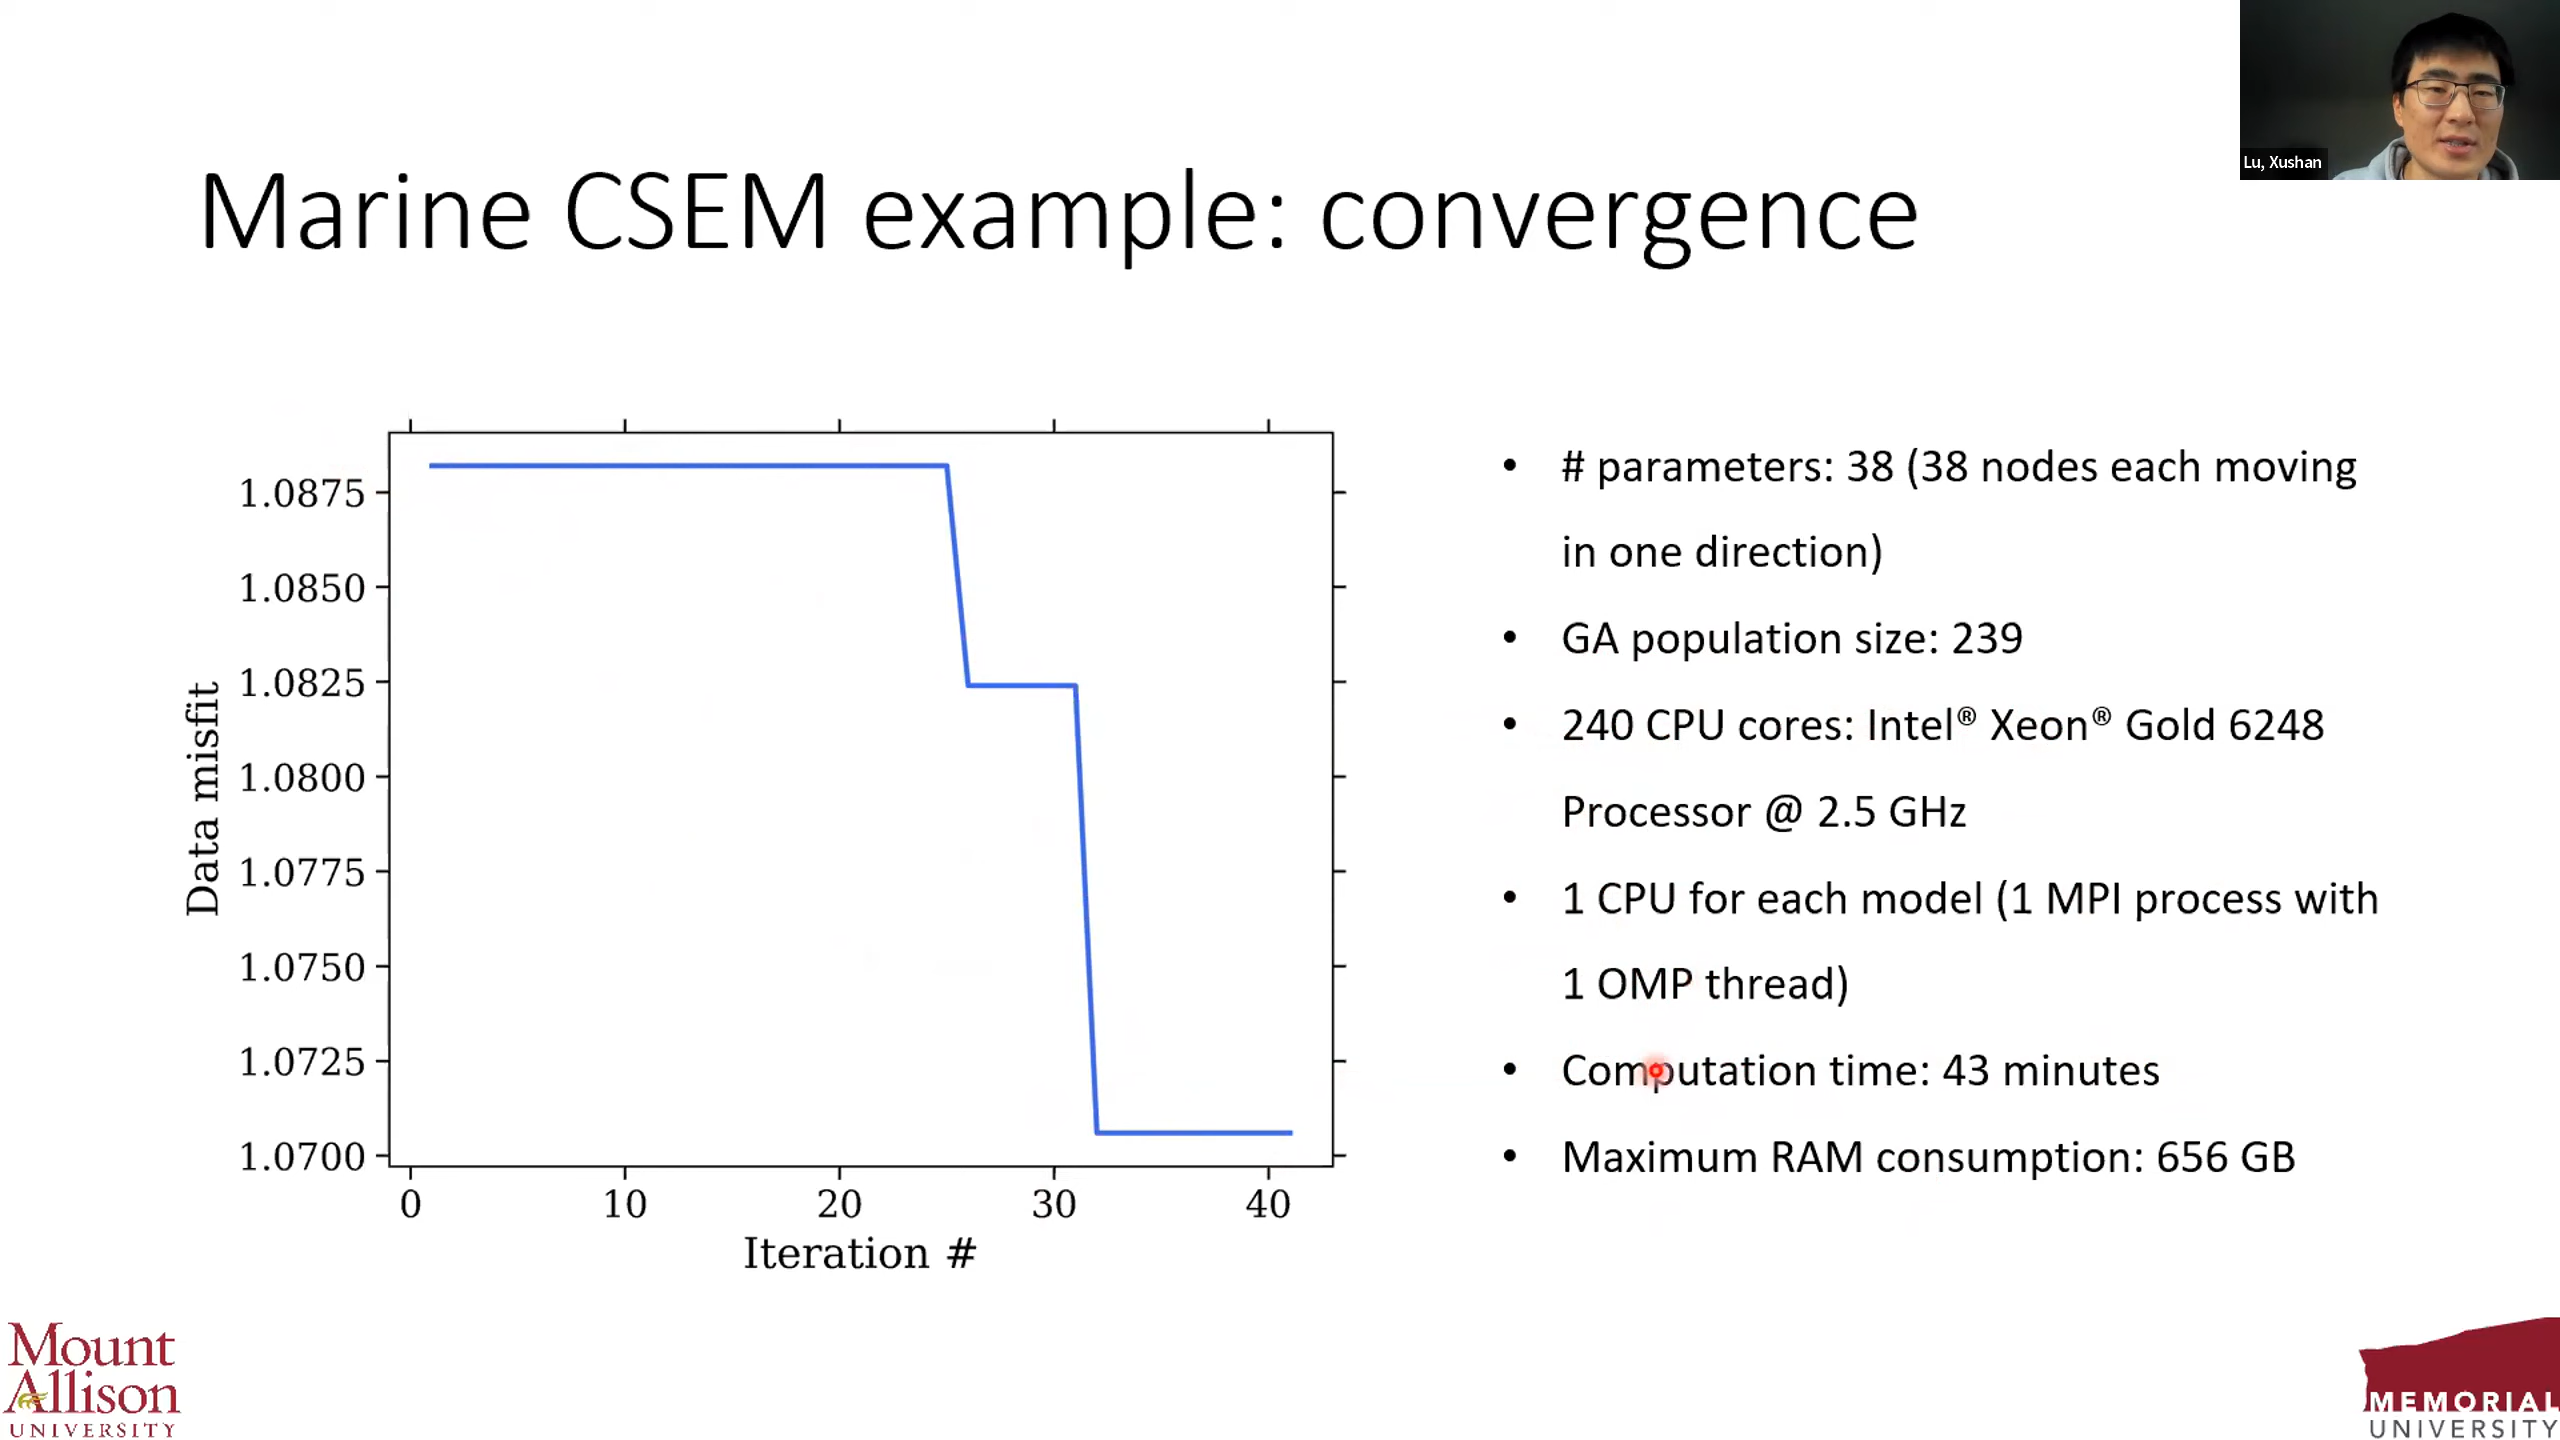 Lu, Xushan
Marine CSEM example: convergence
1.0875
1.0850
1.0825
1.0800
1.0775
1.0750
1.0725
1.0700
Data misfit
0 10 20 30 40
Iteration #
• # parameters: 38 (38 nodes each moving
in one direction)
• GA population size: 239
• 240 CPU cores: Intel® Xeon® Gold 6248
Processor @ 2.5 GHz
• 1 CPU for each model (1 MPI process with
1 OMP thread)
• Computation time: 43 minutes
• Maximum RAM consumption: 656 GB
Mount
Allison
UNIVERSITY
MEMORIAL
UNIVERSITY